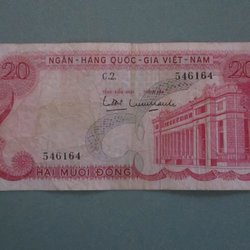 NGÂN-HÀNG QUỐC-GIA VIỆT-NAM
20
20
C.2.
546164
546164
HAI MƯƠI ĐỒNG